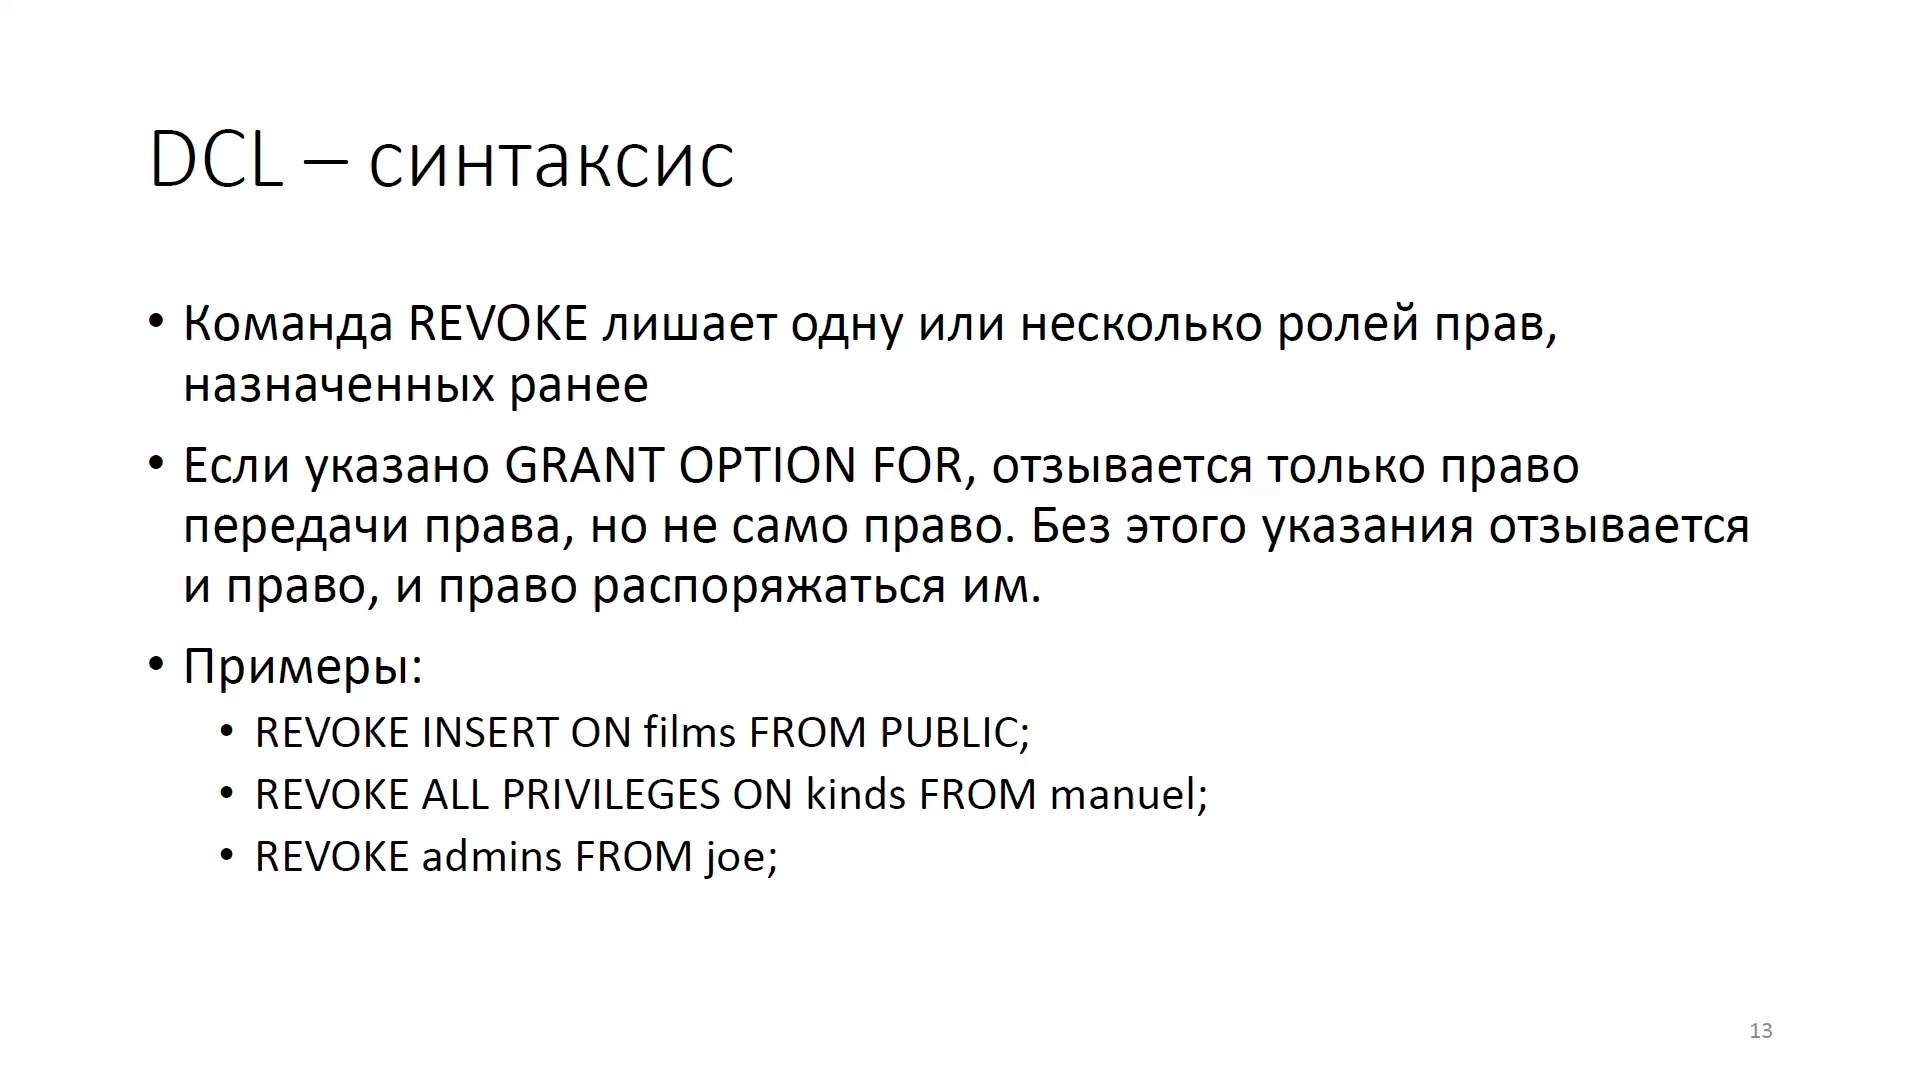 DCL – синтаксис
• Команда REVOKE лишает одну или несколько ролей прав,
назначенных ранее
• Если указано GRANT OPTION FOR, отзывается только право
передачи права, но не само право. Без этого указания отзывается
и право, и право распоряжаться им.
• Примеры:
• REVOKE INSERT ON films FROM PUBLIC;
• REVOKE ALL PRIVILEGES ON kinds FROM manuel;
• REVOKE admins FROM joe;
13